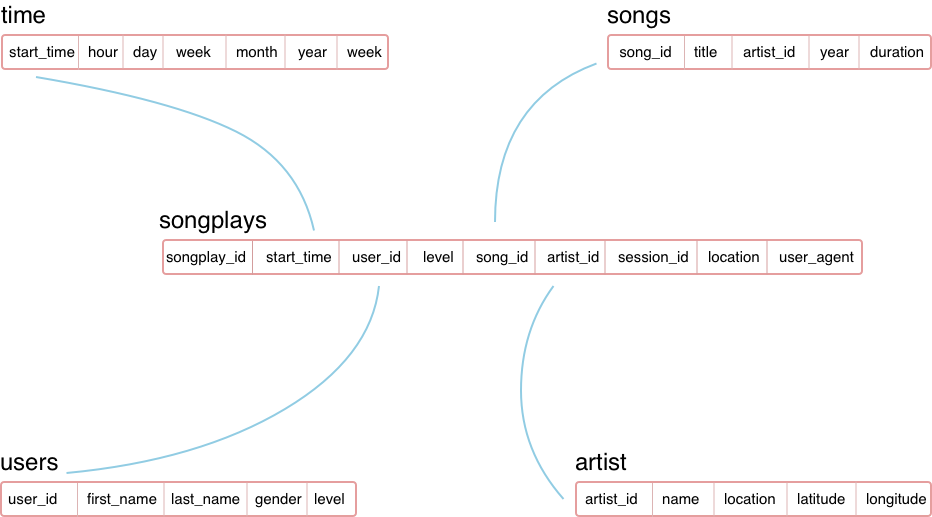 time
start_time hour day week month year week
songs
song_id title artist_id year duration
songplays
songplay_id start_time user_id level song_id artist_id session_id location user_agent
users
user_id first_name last_name gender level
artist
artist_id name location latitude longitude